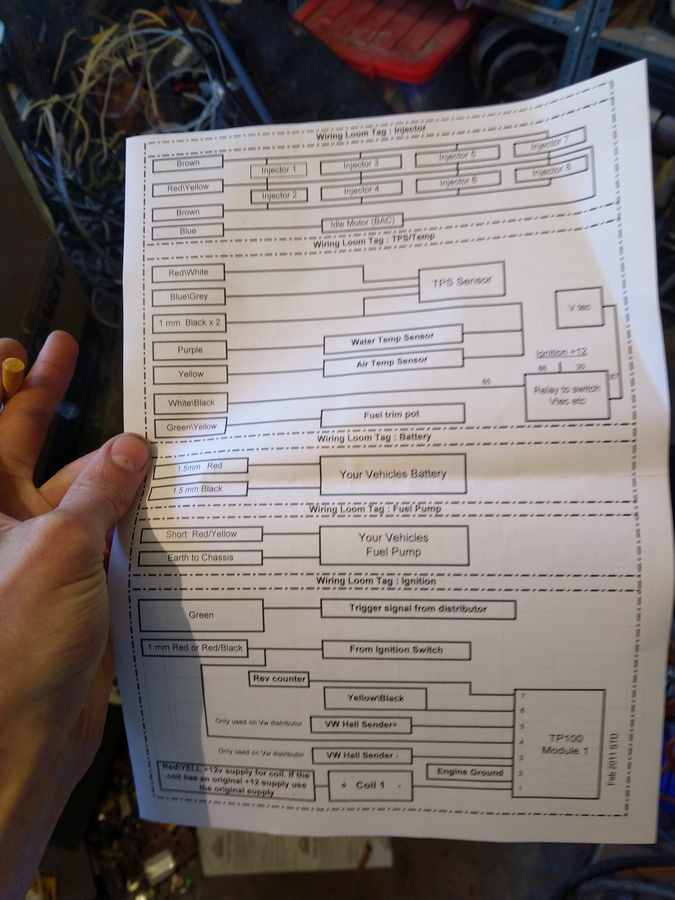 Wiring Loom Tag : Injector
Brown
Injector 1
Injector 3
Injector 5
Injector 7
Red\Yellow
Injector 2
Injector 4
Injector 6
Injector 8
Brown
Blue
Idle Motor (BAC)
Wiring Loom Tag : TPS/Temp
Red\White
TPS Sensor
Blue\Grey
V tec
1 mm Black x 2
Purple
Water Temp Sensor
Ignition +12
Yellow
Air Temp Sensor
86
30
87
85
White\Black
Relay to switch
Vtec etc
Green\Yellow
Fuel trim pot
Wiring Loom Tag : Battery
1.5mm Red
Your Vehicles Battery
1.5 mm Black
Wiring Loom Tag : Fuel Pump
Short Red/Yellow
Your Vehicles
Fuel Pump
Earth to Chassis
Wiring Loom Tag : Ignition
Green
Trigger signal from distributor
1 mm Red or Red/Black
From Ignition Switch
Rev counter
Yellow\Black
7
6
Only used on Vw distributor
VW Hall Sender+
5
TP100
Module 1
4
Only used on Vw distributor
VW Hall Sender -
3
Red\YELL +12v supply for coil. If the
coil has an original +12 supply use
the original supply
+ Coil 1 -
Engine Ground
2
1
Feb 2011 STD